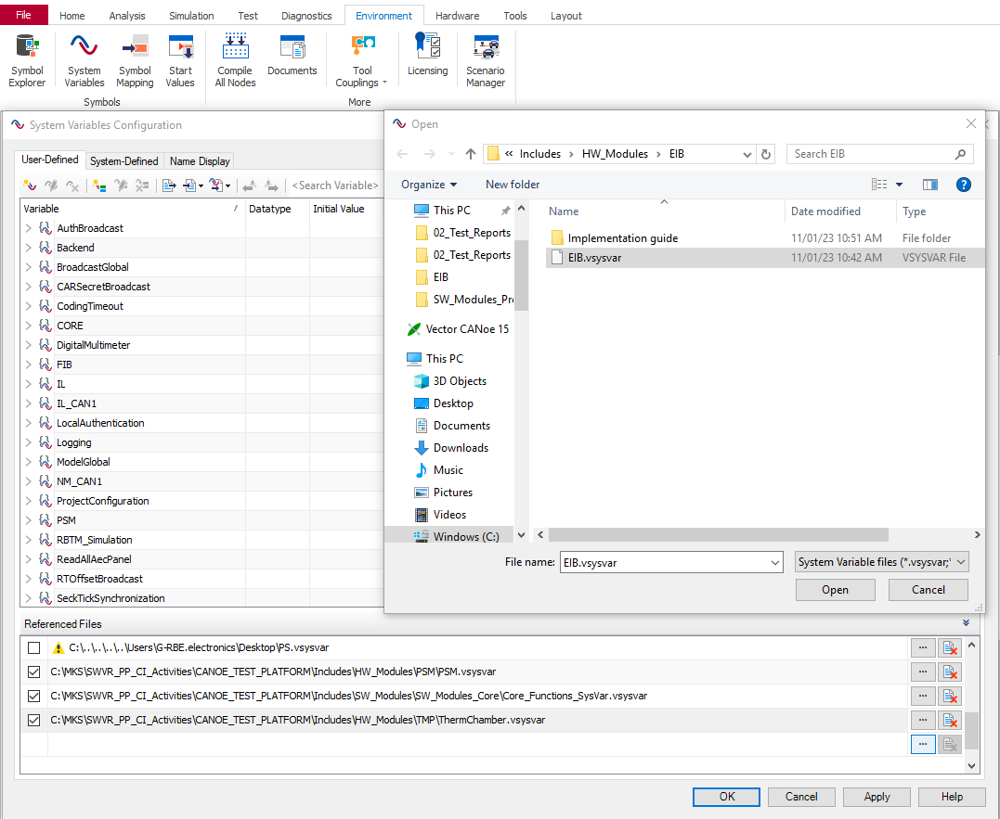 File Home Analysis Simulation Test Diagnostics Environment Hardware Tools Layout
Symbol Explorer
System Variables
Symbol Mapping
Start Values
Compile All Nodes
Documents
Tool Couplings
Licensing
Scenario Manager
Symbols
More
System Variables Configuration
User-Defined System-Defined Name Display
<Search Variable>
Variable / Datatype Initial Value
AuthBroadcast
Backend
BroadcastGlobal
CARSecretBroadcast
CodingTimeout
CORE
DigitalMultimeter
FIB
IL
IL_CAN1
LocalAuthentication
Logging
ModelGlobal
NM_CAN1
ProjectConfiguration
PSM
RBTM_Simulation
ReadAllAecPanel
RTOffsetBroadcast
SeckTickSynchronization
Open
« Includes > HW_Modules > EIB
Search EIB
Organize New folder
This PC
02_Test_Reports
02_Test_Reports
EIB
SW_Modules_Pr
Vector CANoe 15
This PC
3D Objects
Desktop
Documents
Downloads
Music
Pictures
Videos
Windows (C:)
Name Date modified Type
Implementation guide 11/01/23 10:51 AM File folder
EIB.vsysvar 11/01/23 10:42 AM VSYSVAR File
File name: EIB.vsysvar System Variable files (*.vsysvar;
Open Cancel
Referenced Files
C:\..\..\..\..\Users\G-RBE.electronics\Desktop\PS.vsysvar ...
C:\MKS\SWVR_PP_CI_Activities\CANOE_TEST_PLATFORM\Includes\HW_Modules\PSM\PSM.vsysvar ...
C:\MKS\SWVR_PP_CI_Activities\CANOE_TEST_PLATFORM\Includes\SW_Modules\SW_Modules_Core\Core_Functions_SysVar.vsysvar ...
C:\MKS\SWVR_PP_CI_Activities\CANOE_TEST_PLATFORM\Includes\HW_Modules\TMP\ThermChamber.vsysvar ...
...
OK Cancel Apply Help